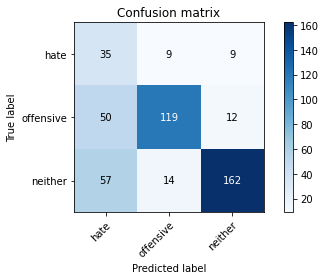 Confusion matrix
True label
hate 35 9 9
offensive 50 119 12
neither 57 14 162
hate offensive neither
Predicted label
160
140
120
100
80
60
40
20